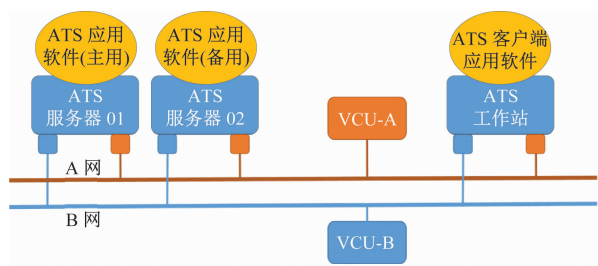 ATS 应用
软件(主用)
ATS
服务器 01
ATS 应用
软件(备用)
ATS
服务器 02
VCU-A
ATS 客户端
应用软件
ATS
工作站
A 网
B 网
VCU-B